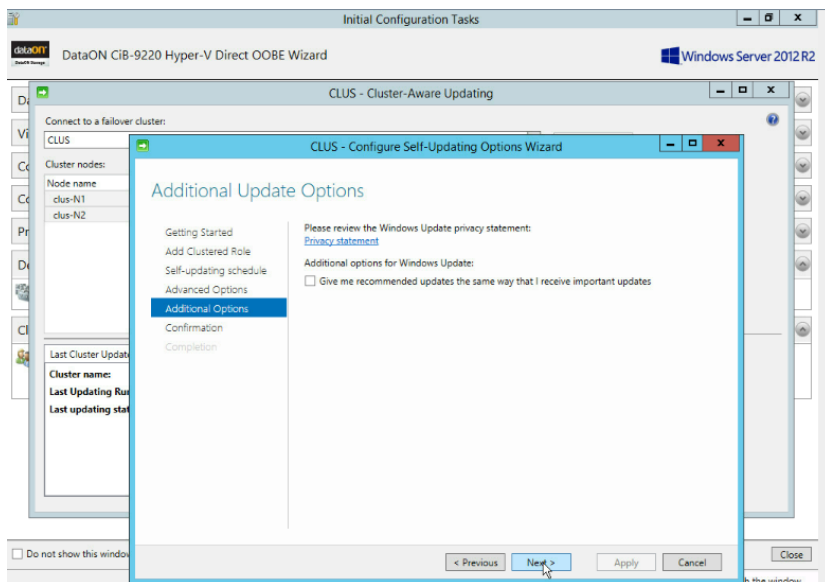 Initial Configuration Tasks
dataON
DataON Storage
DataON CiB-9220 Hyper-V Direct OOBE Wizard
Windows Server 2012 R2
CLUS - Cluster-Aware Updating
Connect to a failover cluster:
CLUS
CLUS - Configure Self-Updating Options Wizard
Cluster nodes:
Node name
clus-N1
clus-N2
Additional Update Options
Getting Started
Add Clustered Role
Self-updating schedule
Advanced Options
Additional Options
Confirmation
Completion
Please review the Windows Update privacy statement:
Privacy statement
Additional options for Windows Update:
Give me recommended updates the same way that I receive important updates
Last Cluster Update
Cluster name:
Last Updating Run
Last updating stat
Do not show this window
< Previous
Next >
Apply
Cancel
Close
the window